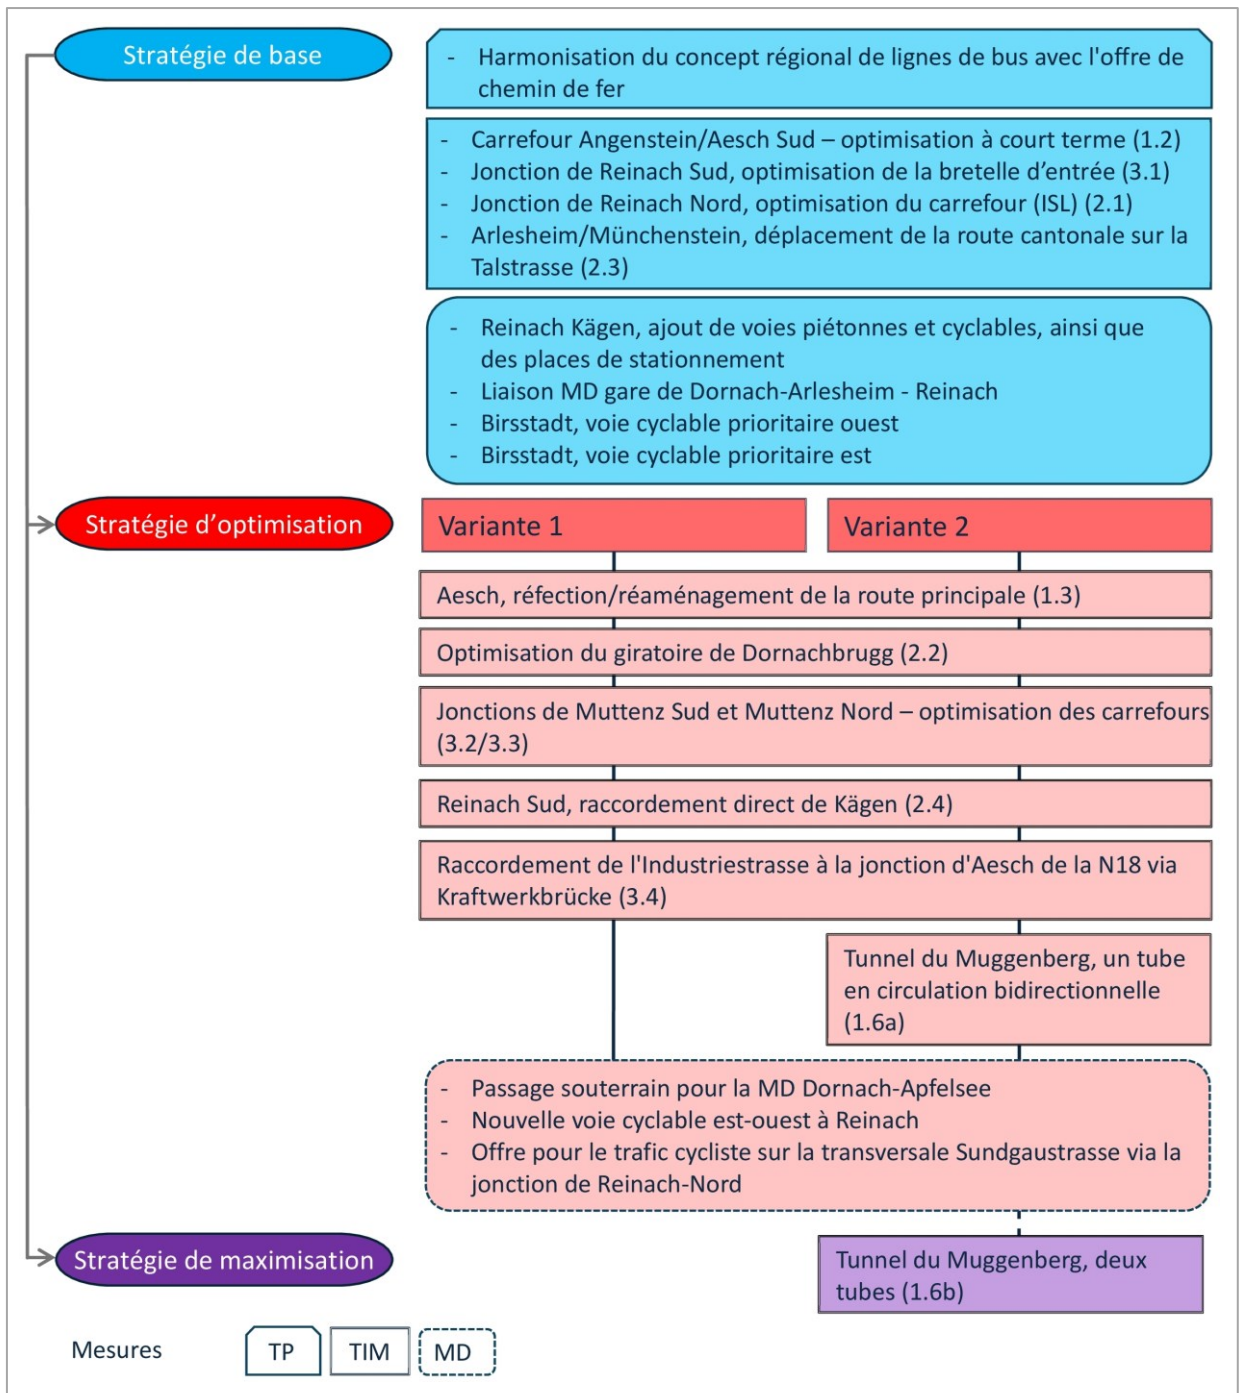 Stratégie de base
- Harmonisation du concept régional de lignes de bus avec l'offre de
chemin de fer
- Carrefour Angenstein/Aesch Sud – optimisation à court terme (1.2)
- Jonction de Reinach Sud, optimisation de la bretelle d’entrée (3.1)
- Jonction de Reinach Nord, optimisation du carrefour (ISL) (2.1)
- Arlesheim/Münchenstein, déplacement de la route cantonale sur la
Talstrasse (2.3)
- Reinach Kägen, ajout de voies piétonnes et cyclables, ainsi que
des places de stationnement
- Liaison MD gare de Dornach-Arlesheim - Reinach
- Birsstadt, voie cyclable prioritaire ouest
- Birsstadt, voie cyclable prioritaire est
Stratégie d’optimisation
Variante 1
Variante 2
Aesch, réfection/réaménagement de la route principale (1.3)
Optimisation du giratoire de Dornachbrugg (2.2)
Jonctions de Muttenz Sud et Muttenz Nord – optimisation des carrefours
(3.2/3.3)
Reinach Sud, raccordement direct de Kägen (2.4)
Raccordement de l'Industriestrasse à la jonction d'Aesch de la N18 via
Kraftwerkbrücke (3.4)
Tunnel du Muggenberg, un tube
en circulation bidirectionnelle
(1.6a)
- Passage souterrain pour la MD Dornach-Apfelsee
- Nouvelle voie cyclable est-ouest à Reinach
- Offre pour le trafic cycliste sur la transversale Sundgaustrasse via la
jonction de Reinach-Nord
Stratégie de maximisation
Tunnel du Muggenberg, deux
tubes (1.6b)
Mesures
TP
TIM
MD